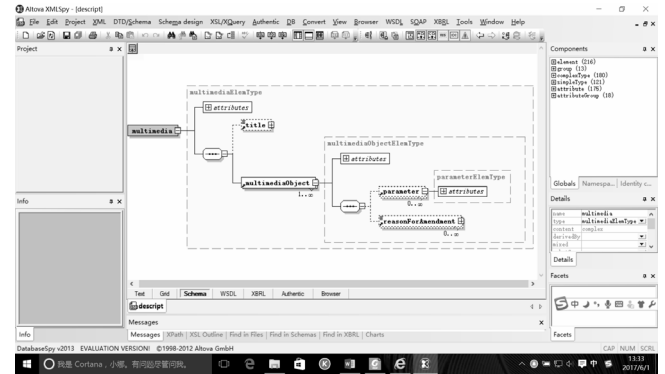 Altova XMLSpy - [descript]
File Edit Project XML DTD/Schema Schema design XSL/XQuery Authentic DB Convert View Browser WSDL SOAP XBRL Tools Window Help
Project
Components
element (216)
group (13)
complexType (100)
simpleType (121)
attribute (175)
attributeGroup (18)
multimediaElemType
attributes
title
multimedia
multimediaObjectElemType
attributes
multimediaObject
1..∞
parameterElemType
parameter
attributes
0..∞
reasonForAmendment
0..∞
Globals Namespa... Identity c...
Info
Details
name multimedia
type multimediaElemType
content complex
derivedBy
mixed
Details
Facets
中
Text Grid Schema WSDL XBRL Authentic Browser
descript
Messages
Info
Messages XPath XSL Outline Find in Files Find in Schemas Find in XBRL Charts
Facets
DatabaseSpy v2013 EVALUATION VERSION! ©1998-2012 Altova GmbH
CAP NUM SCRL
我是 Cortana，小娜。有问题尽管问我。
中
13:33
2017/6/1